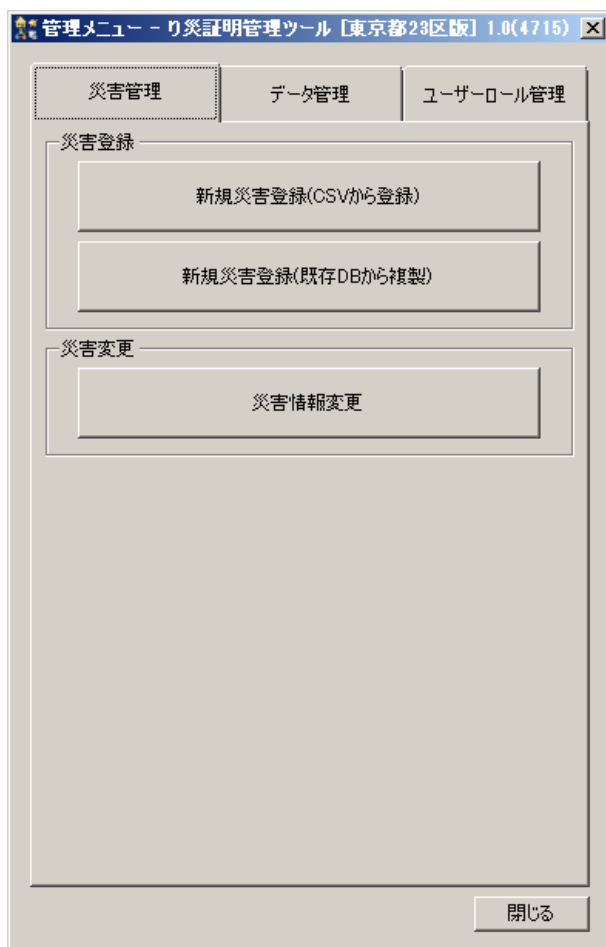 管理メニュー - り災証明管理ツール [東京都23区版] 1.0(4715)
災害管理
データ管理
ユーザーロール管理
災害登録
新規災害登録(CSVから登録)
新規災害登録(既存DBから複製)
災害変更
災害情報変更
閉じる